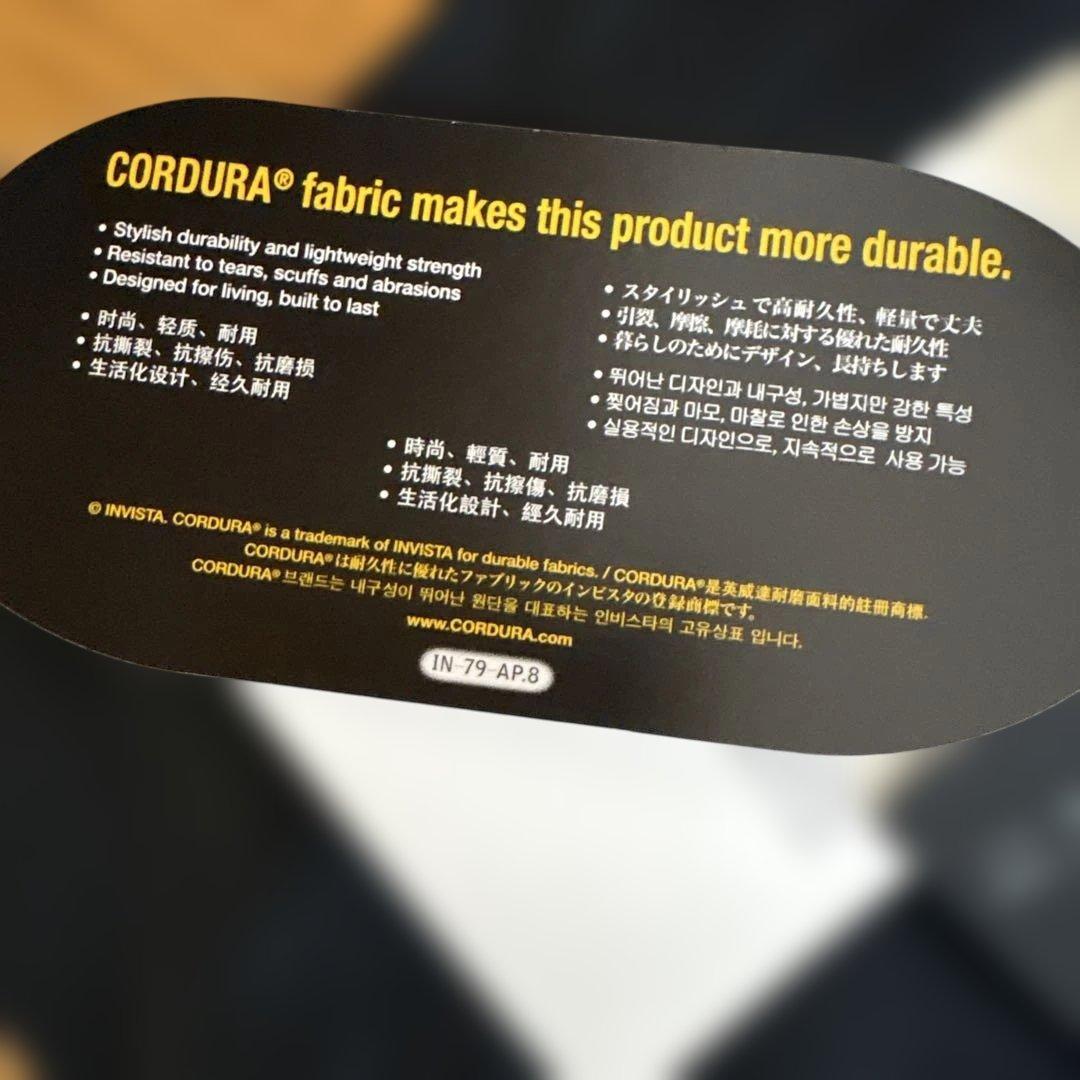 CORDURA® fabric makes this product more durable.
• Stylish durability and lightweight strength
• Resistant to tears, scuffs and abrasions
• Designed for living, built to last
• 时尚、轻质、耐用
• 抗撕裂、抗擦伤、抗磨损
• 生活化设计、经久耐用
• スタイリッシュで高耐久性、軽量で丈夫
• 引裂、摩擦、摩耗に対する優れた耐久性
• 暮らしのためにデザイン、長持ちします
• 뛰어난 디자인과 내구성, 가볍지만 강한 특성
• 찢어짐과 마모, 마찰로 인한 손상을 방지
• 실용적인 디자인으로, 지속적으로 사용 가능
• 時尚、輕質、耐用
• 抗撕裂、抗擦傷、抗磨損
• 生活化設計、經久耐用
© INVISTA. CORDURA® is a trademark of INVISTA for durable fabrics. / CORDURA®是英威達耐磨面料的註冊商標.
CORDURA®は耐久性に優れたファブリックのインビスタの登録商標です。
CORDURA® 브랜드는 내구성이 뛰어난 원단을 대표하는 인비스타의 고유상표 입니다.
www.CORDURA.com
IN-79-AP.8